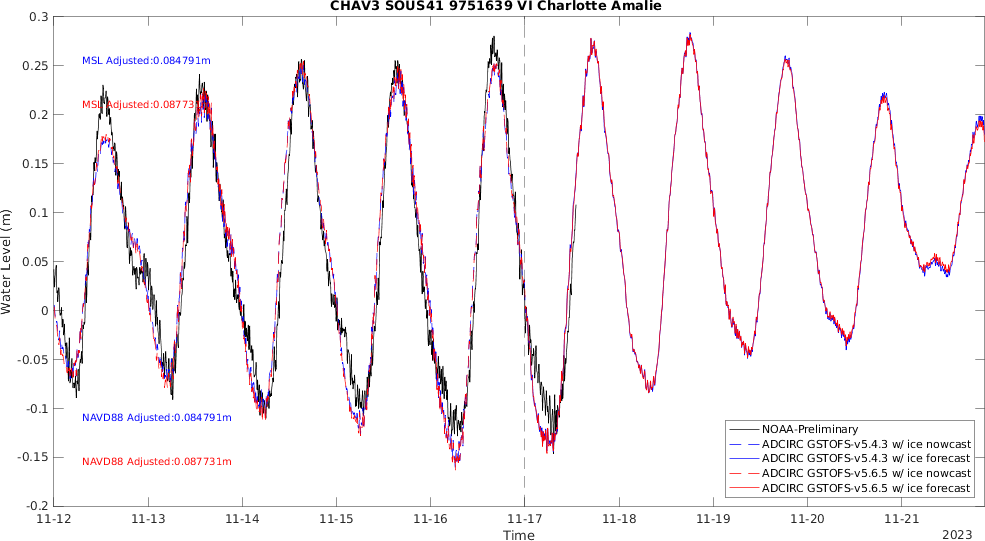 CHAV3 SOUS41 9751639 VI Charlotte Amalie
0.3
0.25
0.2
0.15
0.1
0.05
0
-0.05
-0.1
-0.15
-0.2
Water Level (m)
MSL Adjusted:0.084791m
MSL Adjusted:0.08773
NAVD88 Adjusted:0.084791m
NAVD88 Adjusted:0.087731m
NOAA-Preliminary
ADCIRC GSTOFS-v5.4.3 w/ ice nowcast
ADCIRC GSTOFS-v5.4.3 w/ ice forecast
ADCIRC GSTOFS-v5.6.5 w/ ice nowcast
ADCIRC GSTOFS-v5.6.5 w/ ice forecast
11-12 11-13 11-14 11-15 11-16 11-17 11-18 11-19 11-20 11-21
Time
2023